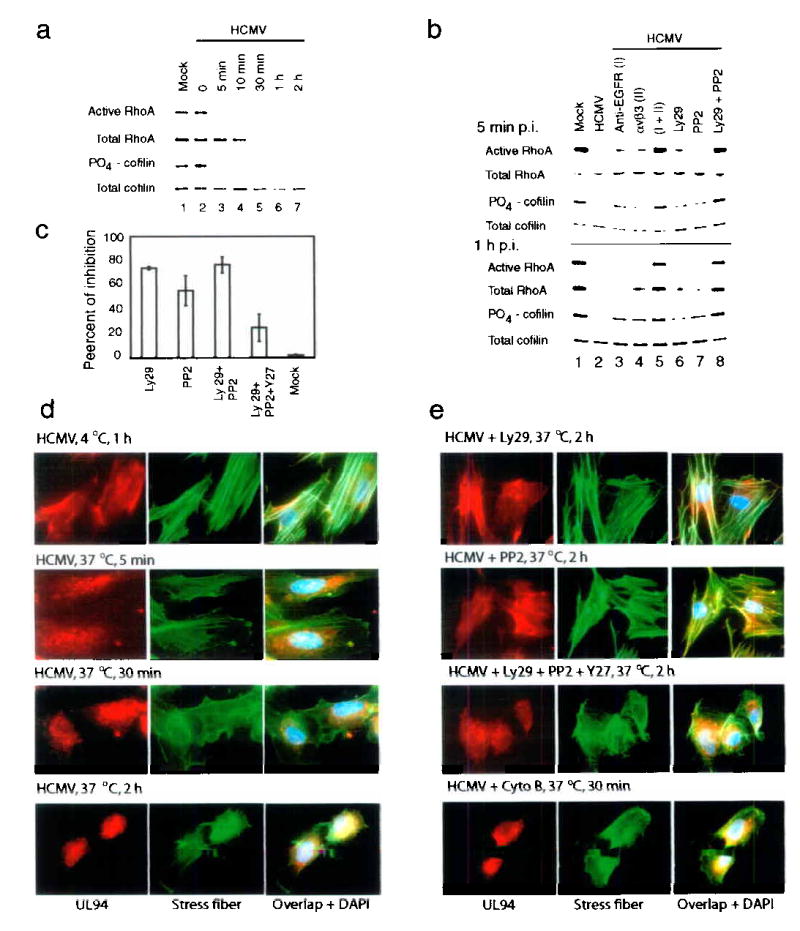 a
HCMV
Mock
0
5 min
10 min
30 min
1 h
2 h
Active RhoA
Total RhoA
PO4 - cofilin
Total cofilin
1 2 3 4 5 6 7
b
HCMV
Mock
HCMV
Anti-EGFR (I)
αvβ3 (II)
(I + II)
Ly29
PP2
Ly29 + PP2
5 min p.i.
Active RhoA
Total RhoA
PO4 - cofilin
Total cofilin
1 h p.i.
Active RhoA
Total RhoA
PO4 - cofilin
Total cofilin
1 2 3 4 5 6 7 8
c
Peercent of inhibition
100
80
60
40
20
0
Ly29
PP2
Ly 29+
PP2
Ly 29+
PP2+Y27
Mock
d
HCMV, 4 °C, 1 h
HCMV, 37 °C, 5 min
HCMV, 37 °C, 30 min
HCMV, 37 °C, 2 h
UL94
Stress fiber
Overlap + DAPI
e
HCMV + Ly29, 37 °C, 2 h
HCMV + PP2, 37 °C, 2 h
HCMV + Ly29 + PP2 + Y27, 37 °C, 2 h
HCMV + Cyto B, 37 °C, 30 min
UL94
Stress fiber
Overlap + DAPI